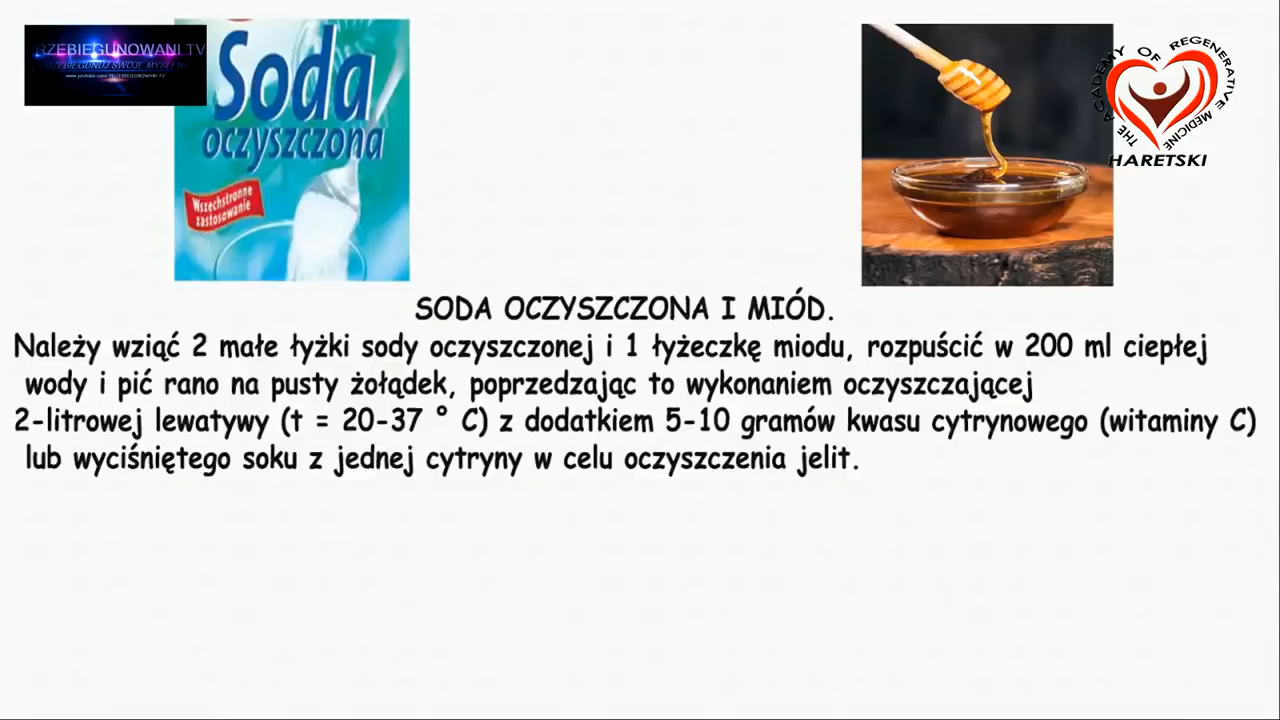 RZEBIEGUNOWANI.TV
Soda
oczyszczona
Wszechstronne
zastosowanie
THE ACADEMY OF REGENERATIVE MEDICINE
HARETSKI
SODA OCZYSZCZONA I MIÓD.
Należy wziąć 2 małe łyżki sody oczyszczonej i 1 łyżeczkę miodu, rozpuścić w 200 ml ciepłej
wody i pić rano na pusty żołądek, poprzedzając to wykonaniem oczyszczającej
2-litrowej lewatywy (t = 20-37 ° C) z dodatkiem 5-10 gramów kwasu cytrynowego (witaminy C)
lub wyciśniętego soku z jednej cytryny w celu oczyszczenia jelit.